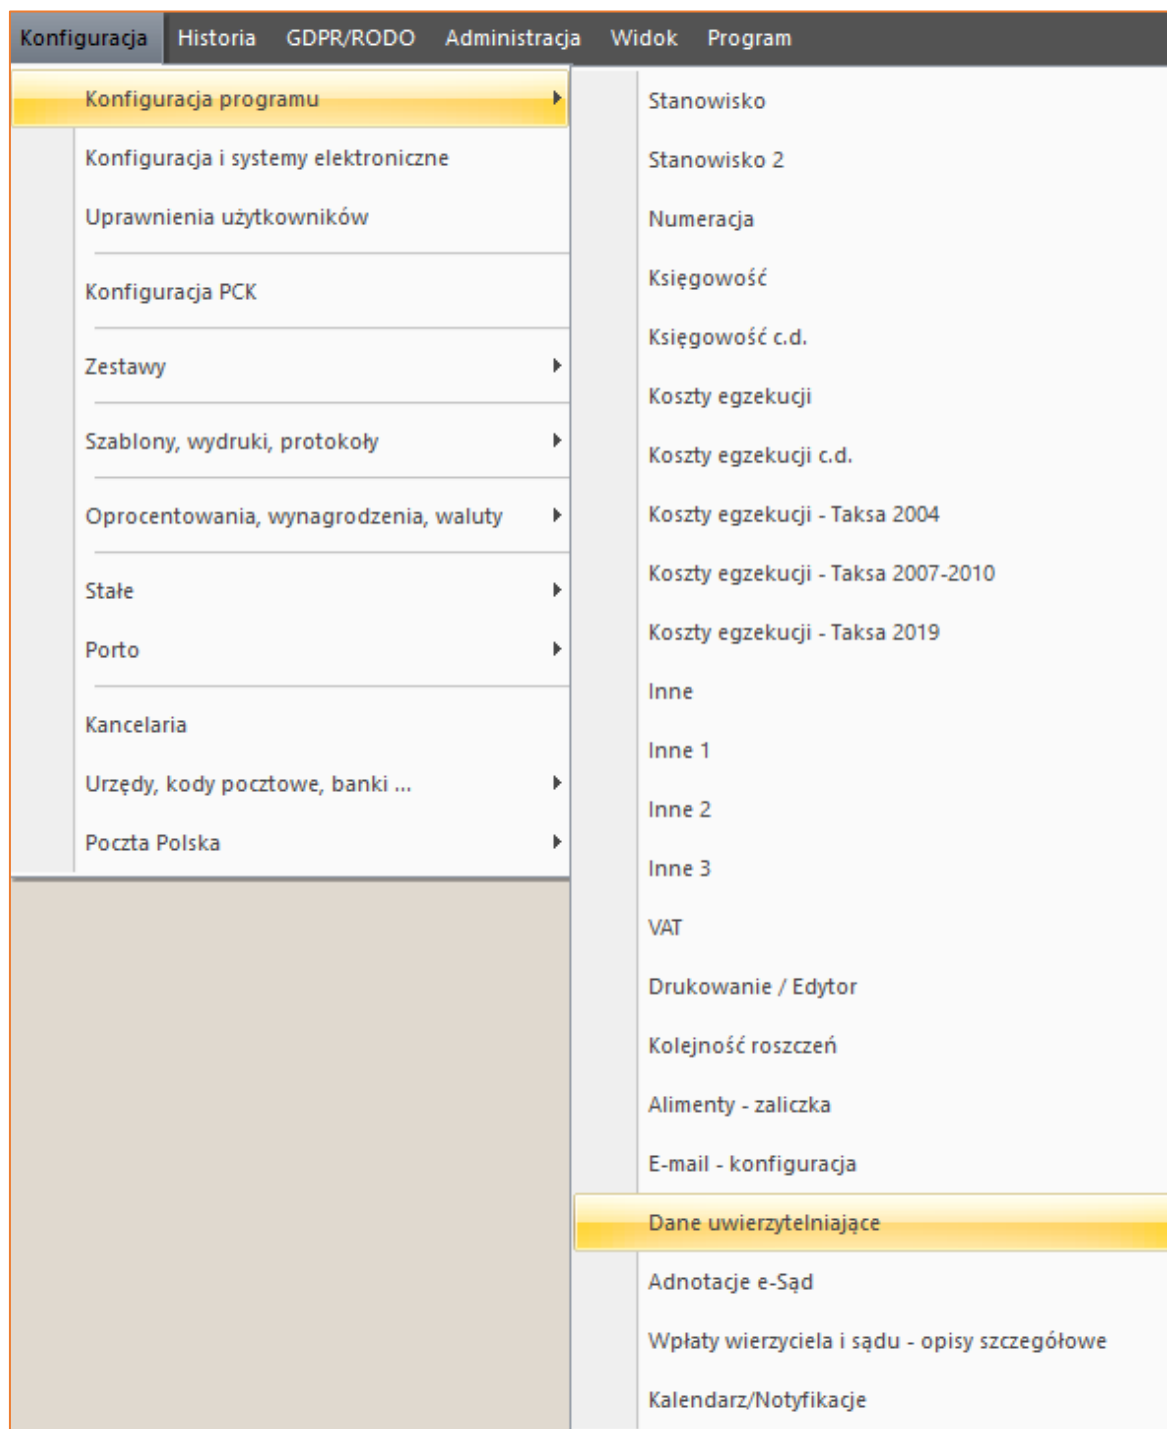 Konfiguracja Historia GDPR/RODO Administracja Widok Program
Konfiguracja programu
Konfiguracja i systemy elektroniczne
Uprawnienia użytkowników
Konfiguracja PCK
Zestawy
Szablony, wydruki, protokoły
Oprocentowania, wynagrodzenia, waluty
Stałe
Porto
Kancelaria
Urzędy, kody pocztowe, banki ...
Poczta Polska
Stanowisko
Stanowisko 2
Numeracja
Księgowość
Księgowość c.d.
Koszty egzekucji
Koszty egzekucji c.d.
Koszty egzekucji - Taksa 2004
Koszty egzekucji - Taksa 2007-2010
Koszty egzekucji - Taksa 2019
Inne
Inne 1
Inne 2
Inne 3
VAT
Drukowanie / Edytor
Kolejność roszczeń
Alimenty - zaliczka
E-mail - konfiguracja
Dane uwierzytelniające
Adnotacje e-Sąd
Wpłaty wierzyciela i sądu - opisy szczegółowe
Kalendarz/Notyfikacje